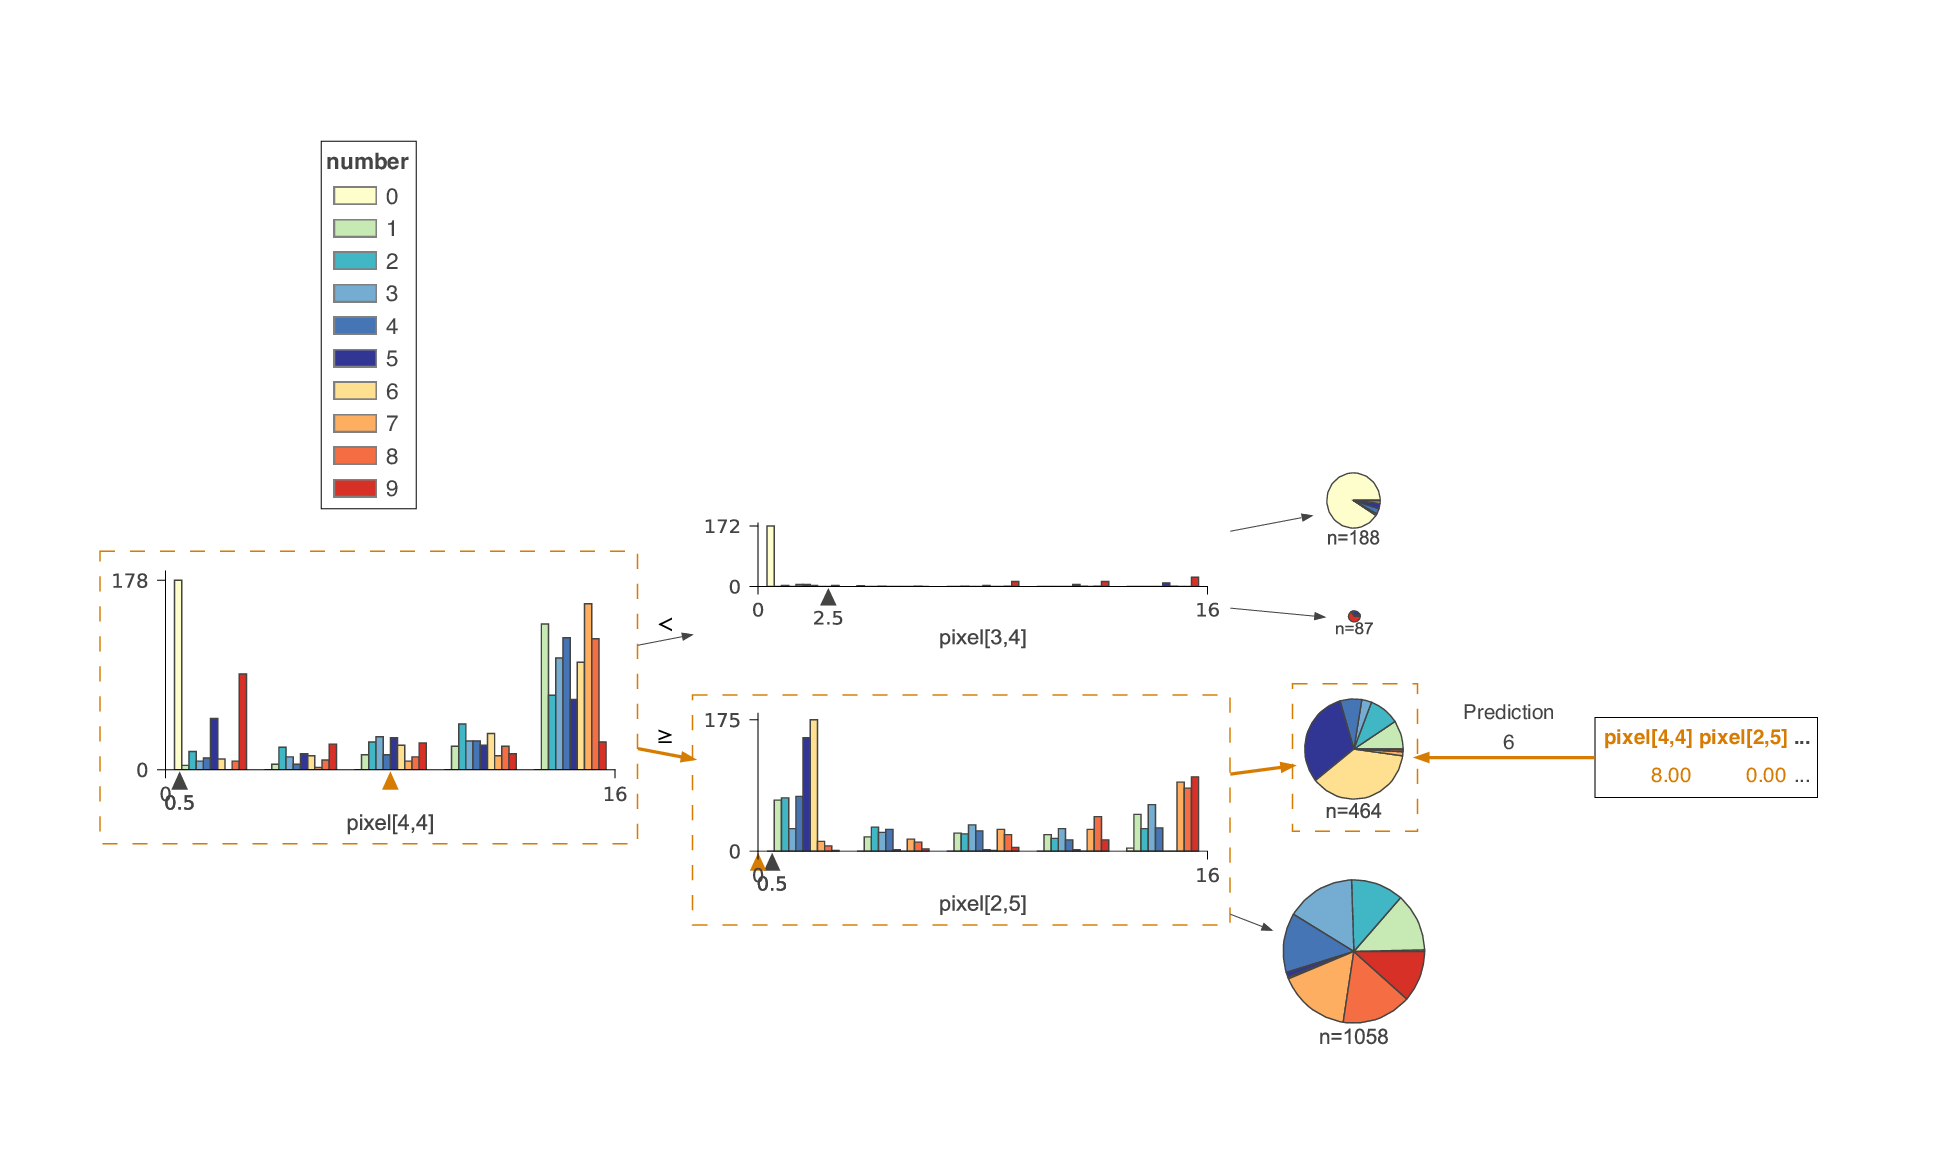 number
0
1
2
3
4
5
6
7
8
9
178
0
0
0.5
16
pixel[4,4]
<
≥
172
0
0
2.5
16
pixel[3,4]
175
0
0
0.5
16
pixel[2,5]
n=188
n=87
n=464
n=1058
Prediction
6
pixel[4,4] pixel[2,5] ...
8.00 0.00 ...